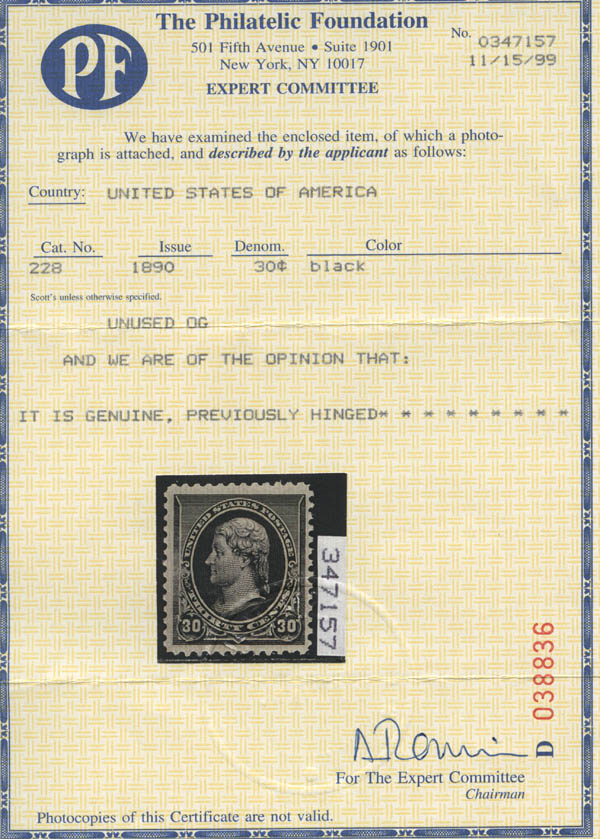 PF
The Philatelic Foundation
501 Fifth Avenue • Suite 1901
New York, NY 10017
EXPERT COMMITTEE
No. 0347157
11/15/99
We have examined the enclosed item, of which a photo-
graph is attached, and described by the applicant as follows:
Country: UNITED STATES OF AMERICA
Cat. No. Issue Denom. Color
228 1890 30¢ black
Scott's unless otherwise specified.
UNUSED OG
AND WE ARE OF THE OPINION THAT:
IT IS GENUINE, PREVIOUSLY HINGED* * * * * * * * *
UNITED STATES POSTAGE
THIRTY CENTS
30 30
347157
D 038836
For The Expert Committee
Chairman
Photocopies of this Certificate are not valid.